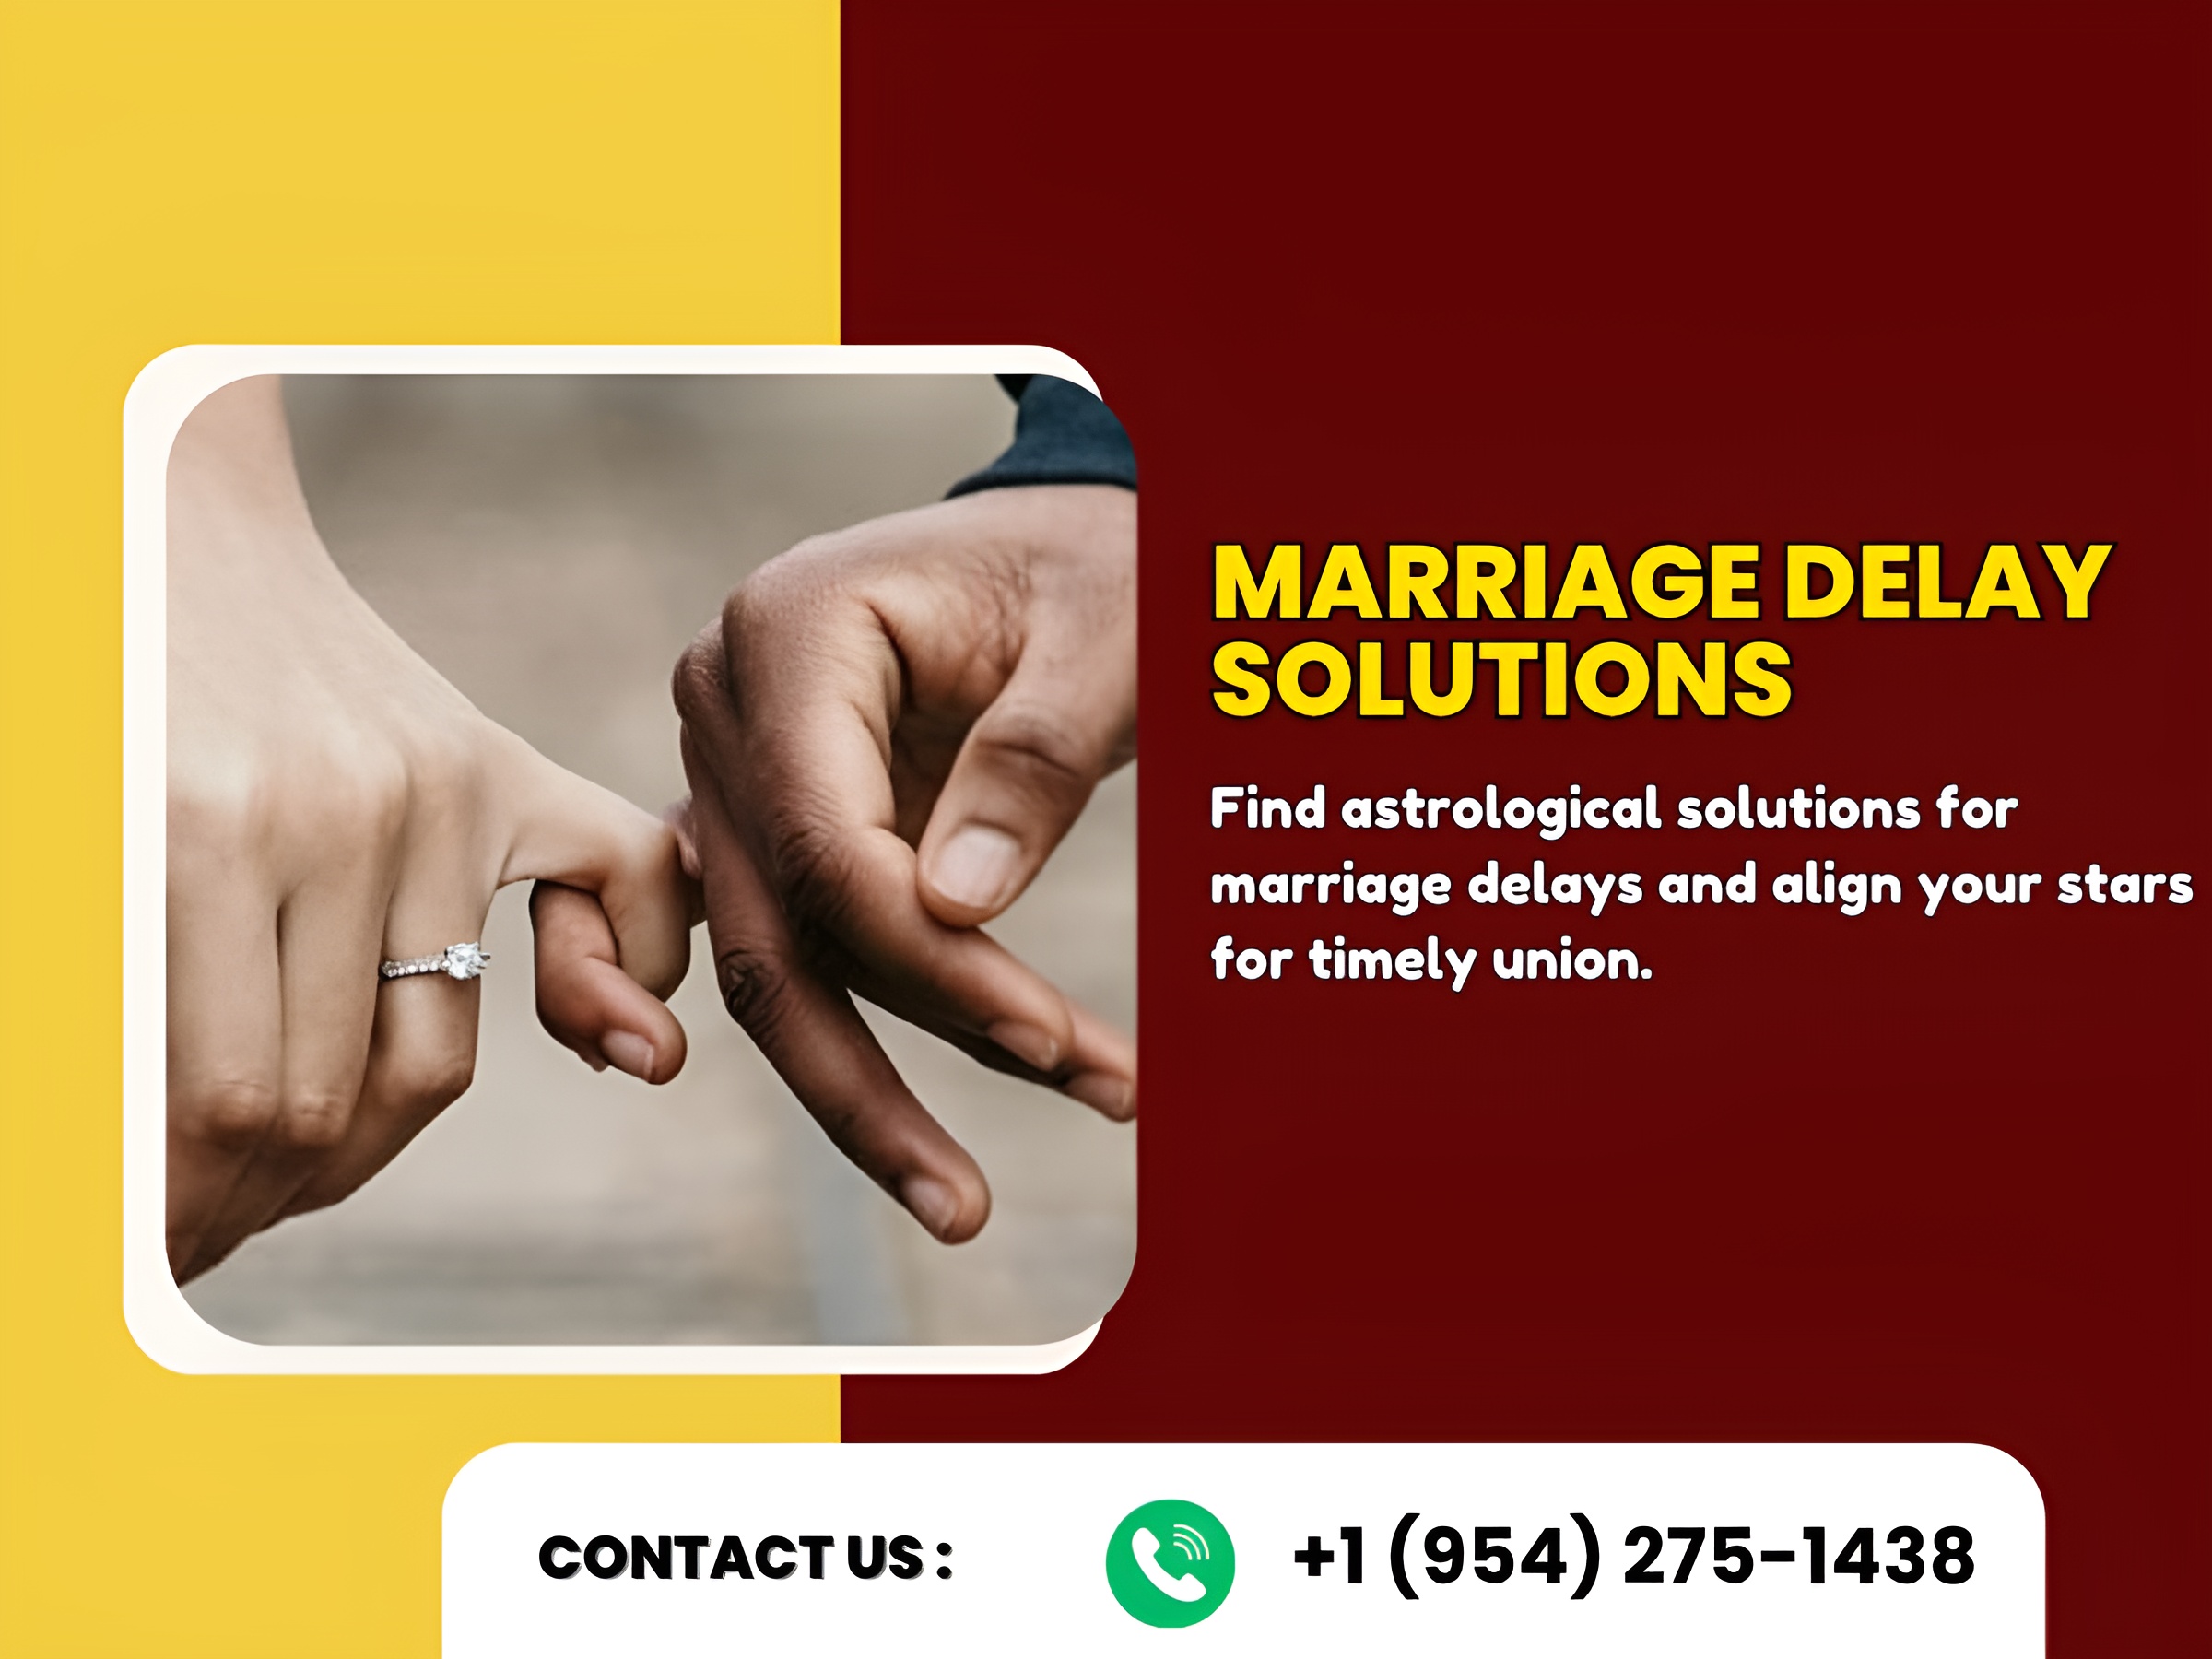 MARRIAGE DELAY
SOLUTIONS
Find astrological solutions for
marriage delays and align your stars
for timely union.
CONTACT US :
+1 (954) 275-1438